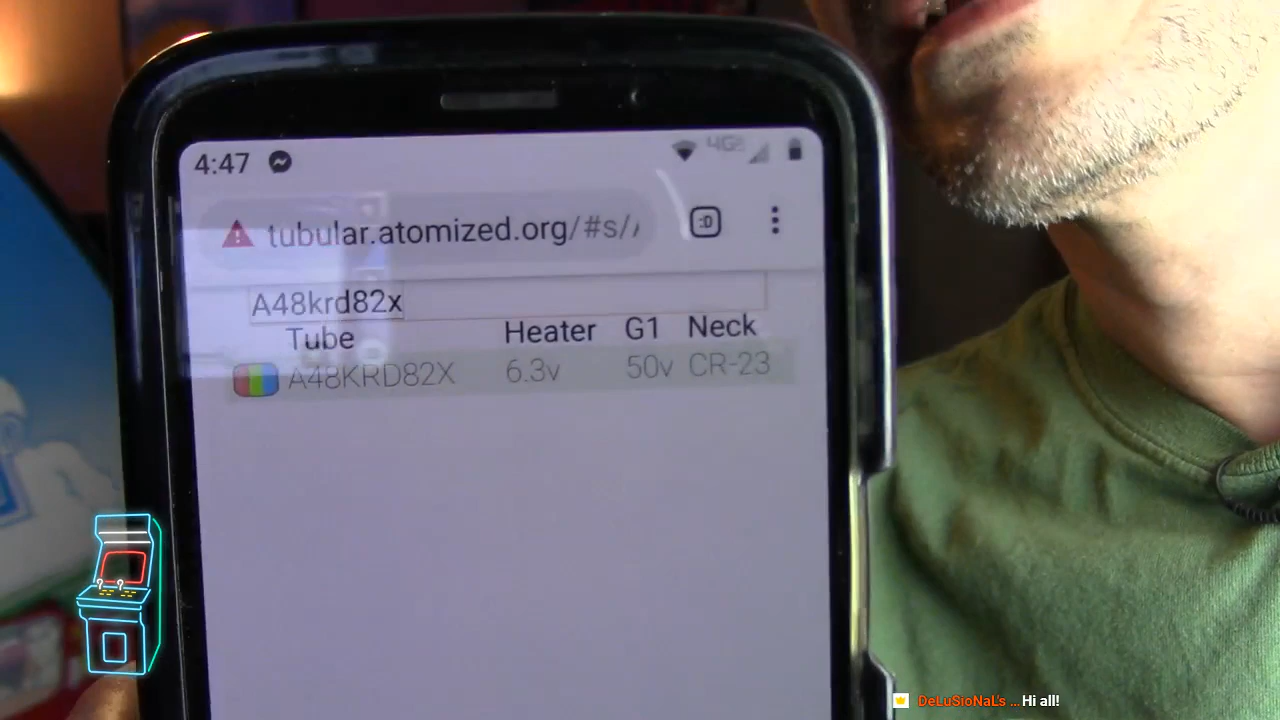 4:47 4G
tubular.atomized.org/#s/
:D
A48krd82x
Tube Heater G1 Neck
A48KRD82X 6.3v 50v CR-23
DeLuSioNaL's ... Hi all!